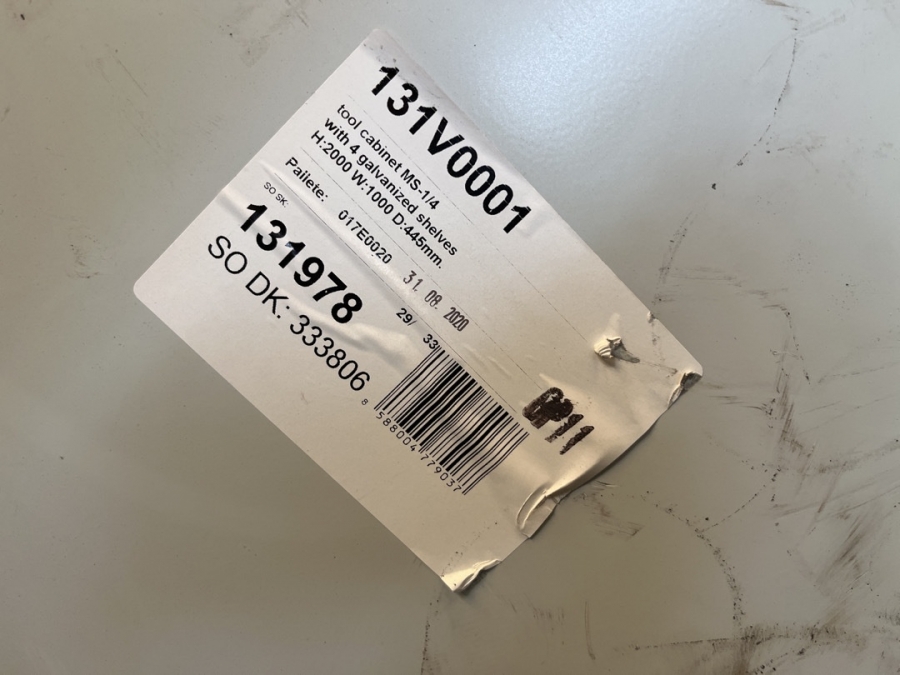 131V0001
tool cabinet MS-1/4
with 4 galvanized shelves
H:2000 W:1000 D:445mm.
Pailete: 017E0020
31. 08. 2020
SO SK:
131978
29/ 33
SO DK: 333806
8 588004 779037